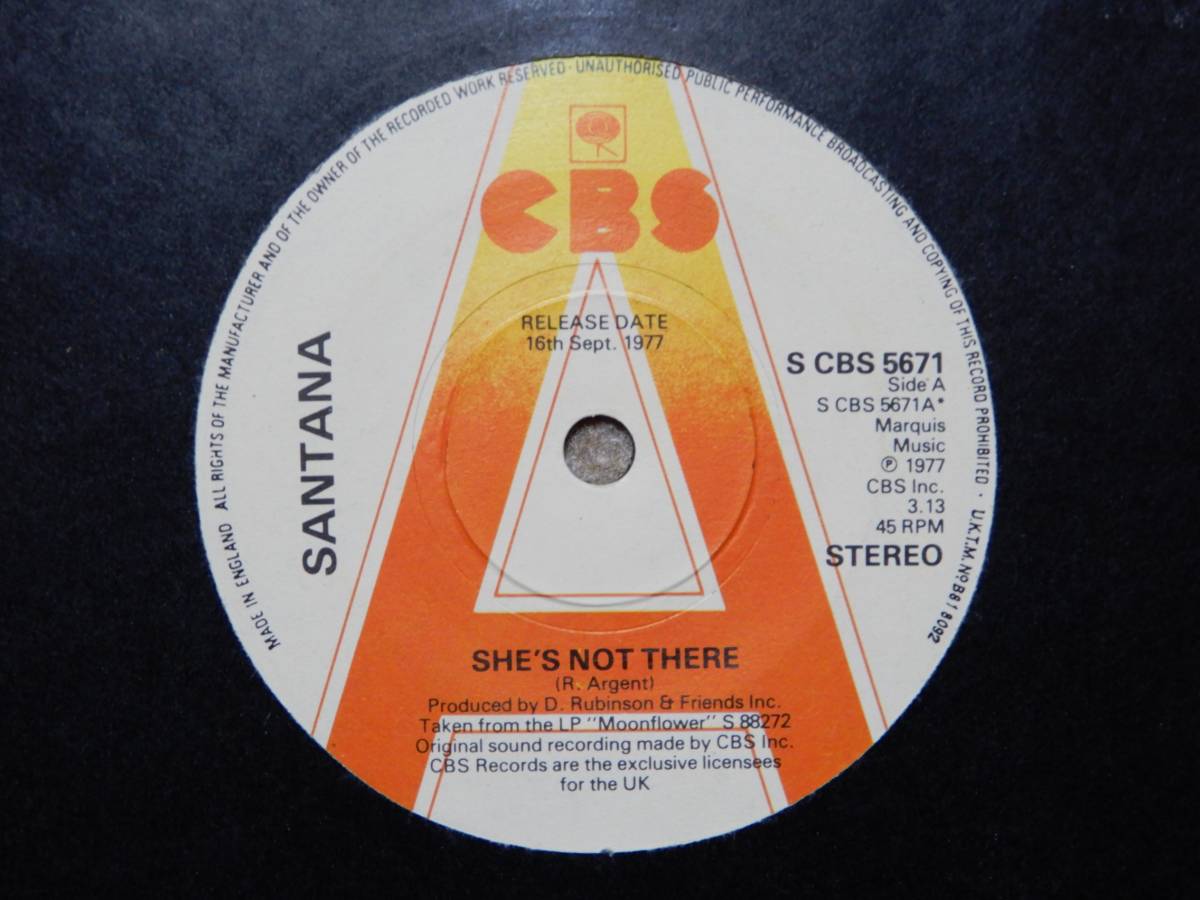 MADE IN ENGLAND ALL RIGHTS OF THE MANUFACTURER AND OF THE OWNER OF THE RECORDED WORK RESERVED · UNAUTHORISED PUBLIC PERFORMANCE BROADCASTING AND COPYING OF THIS RECORD PROHIBITED · U.K.T.M. Nº B618092
CBS
RELEASE DATE
16th Sept. 1977
SANTANA
S CBS 5671
Side A
S CBS 5671A*
Marquis
Music
℗ 1977
CBS Inc.
3.13
45 RPM
STEREO
SHE'S NOT THERE
(R. Argent)
Produced by D. Rubinson & Friends Inc.
Taken from the LP "Moonflower" S 88272
Original sound recording made by CBS Inc.
CBS Records are the exclusive licensees
for the UK